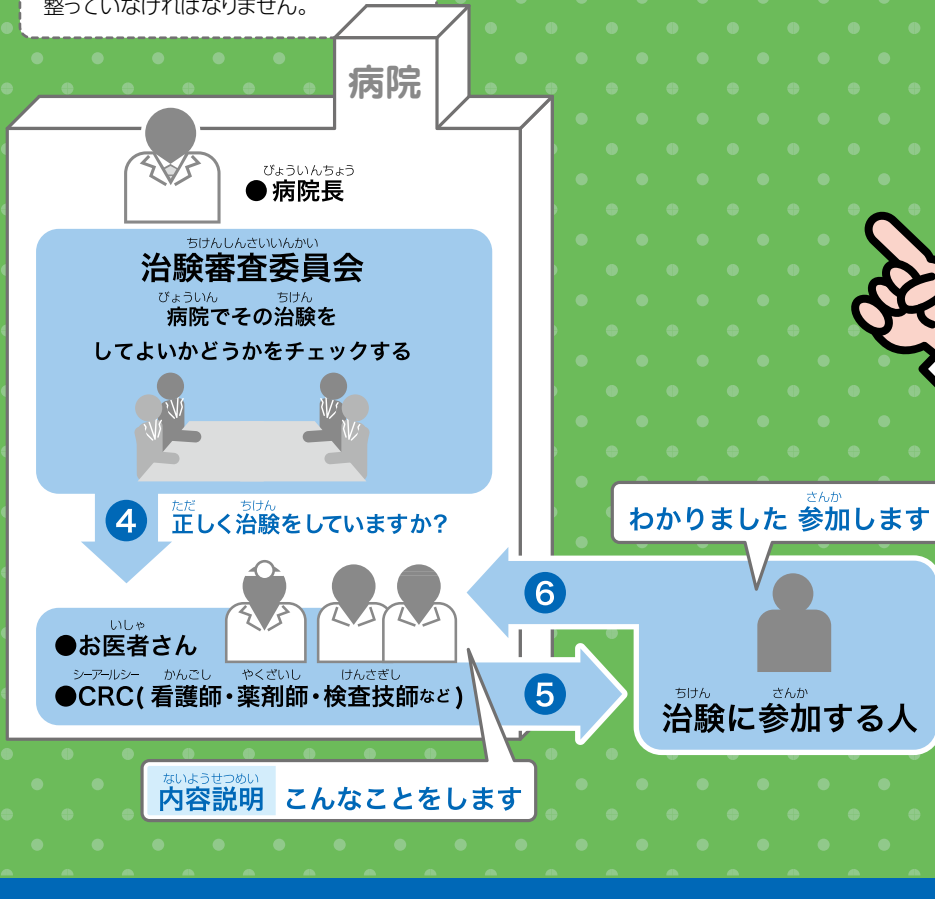 整っていなければなりません。
病院
びょういんちょう
●病院長
ちけんしんさいいんかい
治験審査委員会
びょういん ちけん
病院でその治験を
してよいかどうかをチェックする
ただ ちけん
4 正しく治験をしていますか？
さんか
わかりました 参加します
6
いしゃ
●お医者さん
シーアールシー かんごし やくざいし けんさぎし
●CRC(看護師・薬剤師・検査技師など)
5
ちけん さんか
治験に参加する人
ないようせつめい
内容説明 こんなことをします